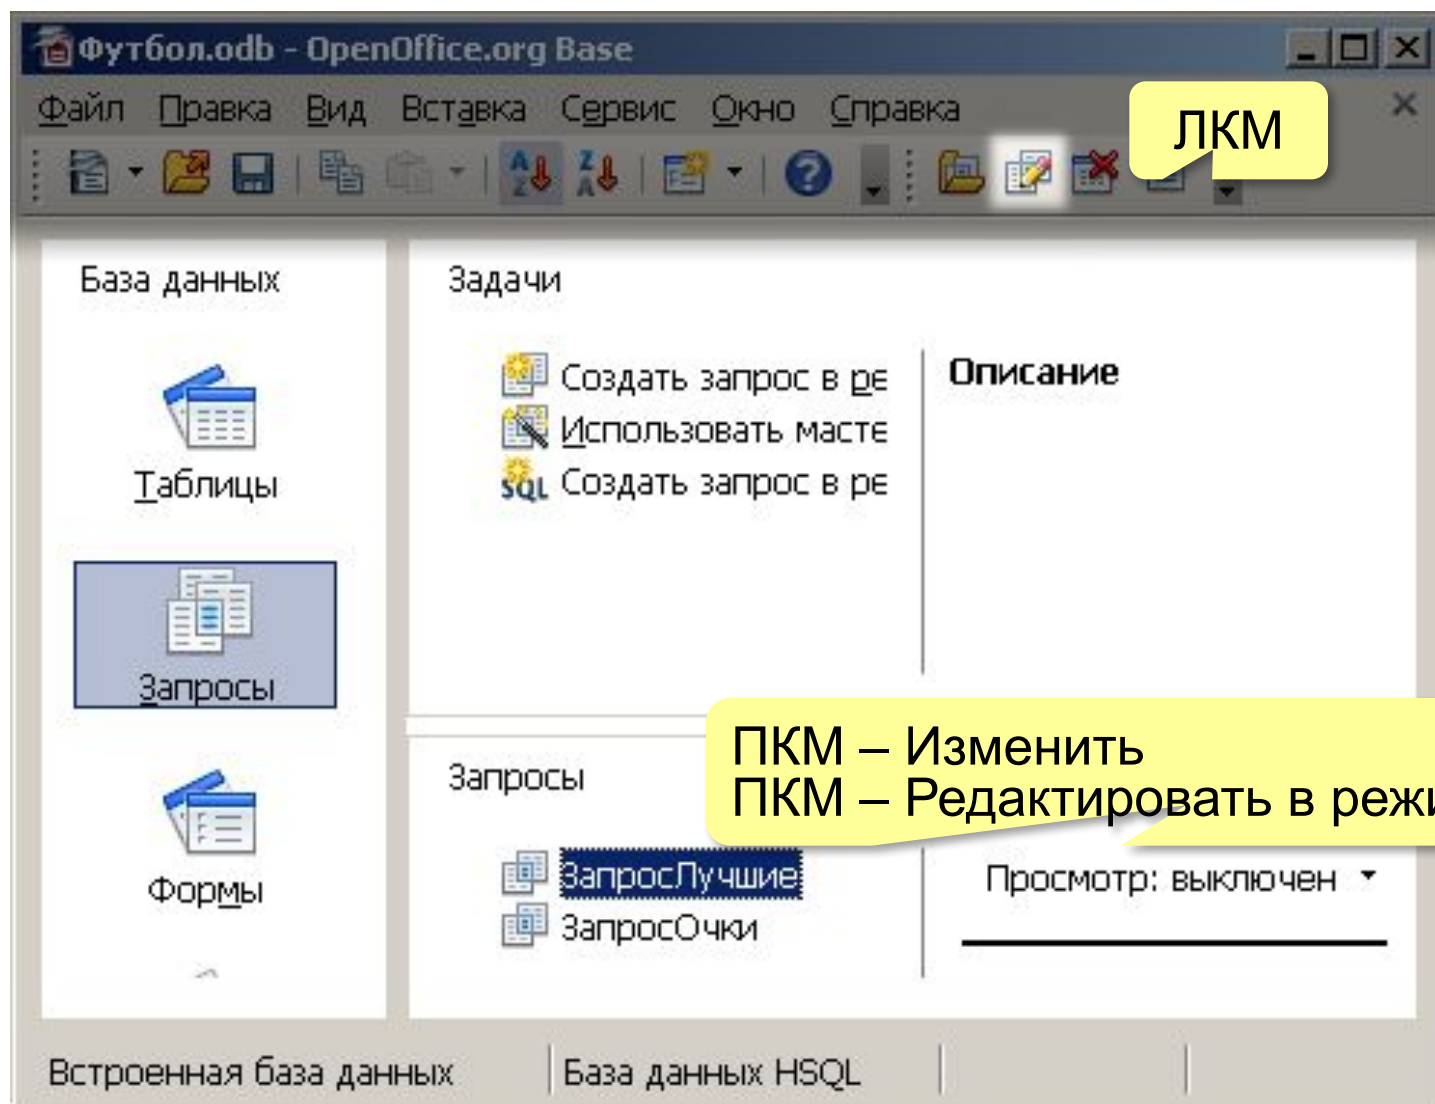 Футбол.odb - OpenOffice.org Base
Файл Правка Вид Вставка Сервис Окно Справка
ЛКМ
База данных
Таблицы
Запросы
Формы
Задачи
Создать запрос в ре
Использовать масте
SQL Создать запрос в ре
Описание
ПКМ – Изменить
ПКМ – Редактировать в режи
Запросы
ЗапросЛучшие
ЗапросОчки
Просмотр: выключен
Встроенная база данных
База данных HSQL